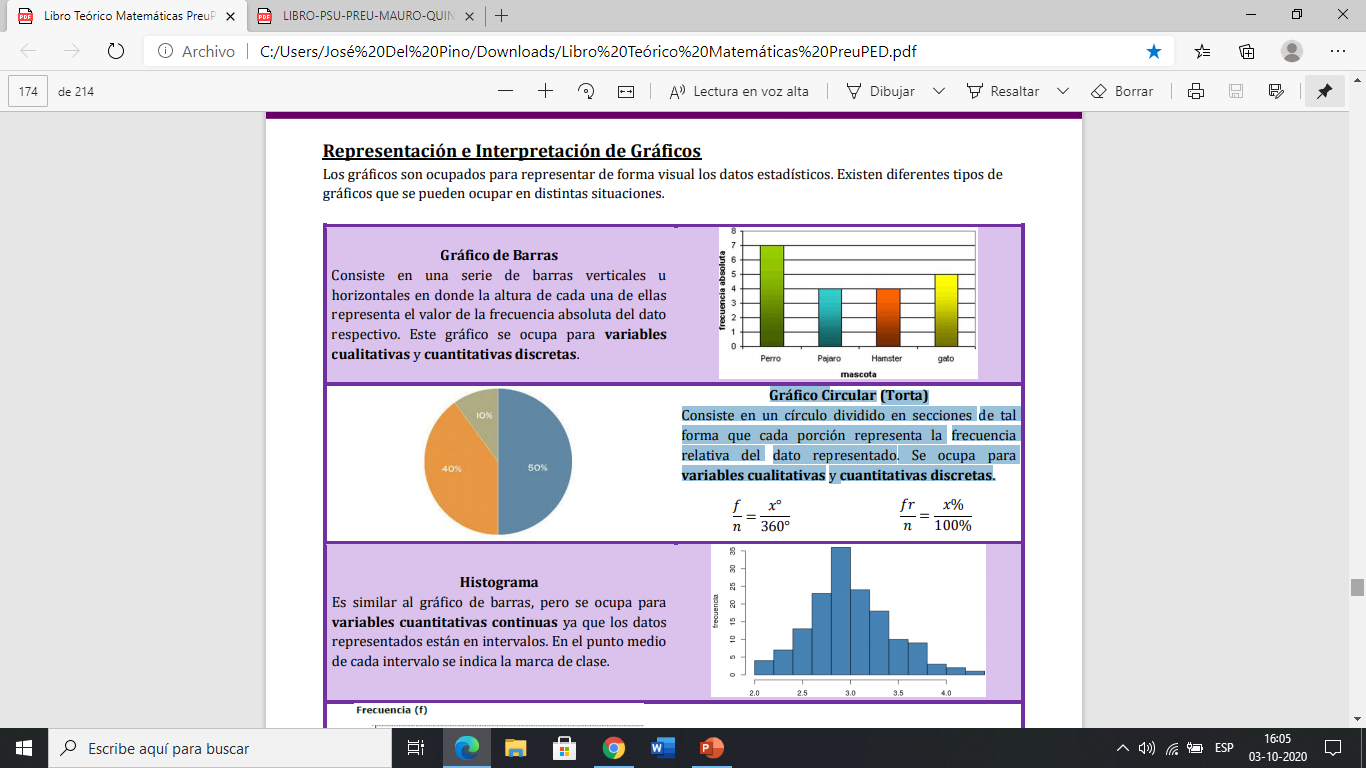 Libro Teórico Matemáticas PreuP
LIBRO-PSU-PREU-MAURO-QUIN
Archivo
C:/Users/José%20Del%20Pino/Downloads/Libro%20Teórico%20Matemáticas%20PreuPED.pdf
174 de 214
Lectura en voz alta
Dibujar
Resaltar
Borrar
Representación e Interpretación de Gráficos
Los gráficos son ocupados para representar de forma visual los datos estadísticos. Existen diferentes tipos de
gráficos que se pueden ocupar en distintas situaciones.
Gráfico de Barras
Consiste en una serie de barras verticales u
horizontales en donde la altura de cada una de ellas
representa el valor de la frecuencia absoluta del dato
respectivo. Este gráfico se ocupa para variables
cualitativas y cuantitativas discretas.
frecuencia absoluta
8
7
6
5
4
3
2
1
0
Perro Pajaro Hamster gato
mascota
10%
40%
50%
Gráfico Circular (Torta)
Consiste en un círculo dividido en secciones de tal
forma que cada porción representa la frecuencia
relativa del dato representado. Se ocupa para
variables cualitativas y cuantitativas discretas.
f/n = x°/360°
fr/n = x%/100%
Histograma
Es similar al gráfico de barras, pero se ocupa para
variables cuantitativas continuas ya que los datos
representados están en intervalos. En el punto medio
de cada intervalo se indica la marca de clase.
frecuencia
35
30
25
20
15
10
5
0
2.0 2.5 3.0 3.5 4.0
Frecuencia (f)
Escribe aquí para buscar
ESP
16:05
03-10-2020